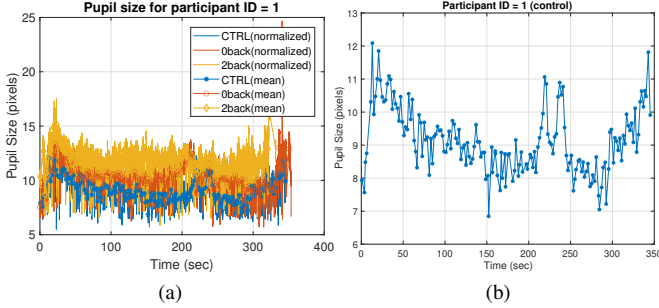 Pupil size for participant ID = 1
25
20
15
10
5
0
100
200
300
400
Pupil Size (pixels)
Time (sec)
CTRL(normalized)
0back(normalized)
2back(normalized)
CTRL(mean)
0back(mean)
2back(mean)
(a)
Participant ID = 1 (control)
13
12
11
10
9
8
7
6
0
50
100
150
200
250
300
350
Pupil Size (pixels)
Time (sec)
(b)